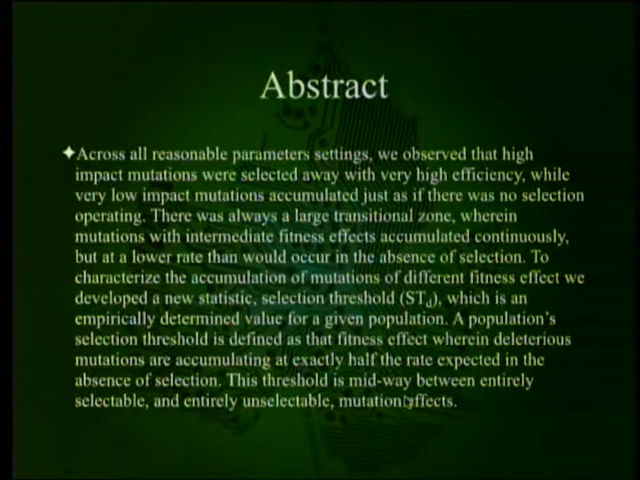 Abstract
✦Across all reasonable parameters settings, we observed that high
impact mutations were selected away with very high efficiency, while
very low impact mutations accumulated just as if there was no selection
operating. There was always a large transitional zone, wherein
mutations with intermediate fitness effects accumulated continuously,
but at a lower rate than would occur in the absence of selection. To
characterize the accumulation of mutations of different fitness effect we
developed a new statistic, selection threshold (STd), which is an
empirically determined value for a given population. A population's
selection threshold is defined as that fitness effect wherein deleterious
mutations are accumulating at exactly half the rate expected in the
absence of selection. This threshold is mid-way between entirely
selectable, and entirely unselectable, mutation effects.